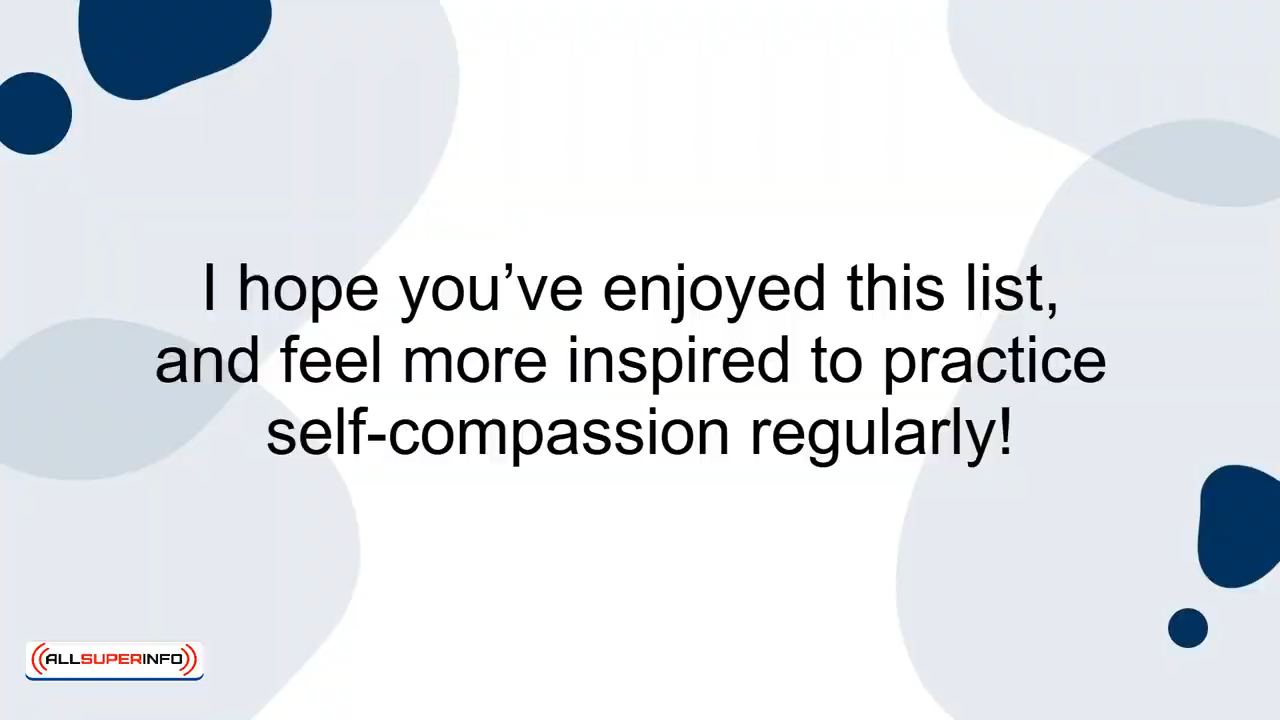 I hope you’ve enjoyed this list,
and feel more inspired to practice
self-compassion regularly!
ALLSUPERINFO